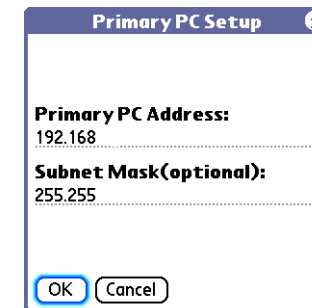 Primary PC Setup
Primary PC Address:
192.168
Subnet Mask(optional):
255.255
OK Cancel